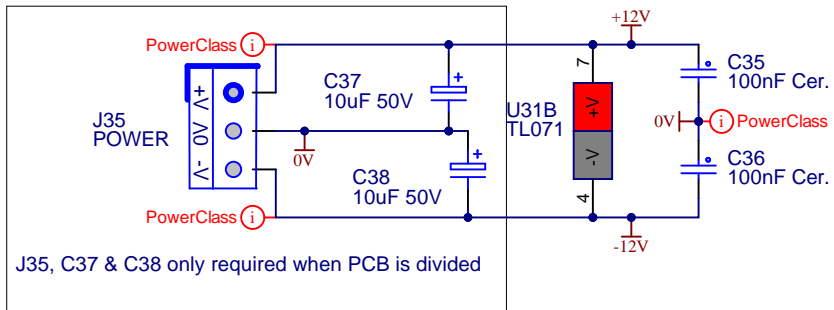 PowerClass i
+12V
J35
POWER
+V
0V
-V
C37
10uF 50V
0V
C38
10uF 50V
7
U31B
TL071
+V
-V
4
C35
100nF Cer.
0V
i PowerClass
C36
100nF Cer.
PowerClass i
-12V
J35, C37 & C38 only required when PCB is divided